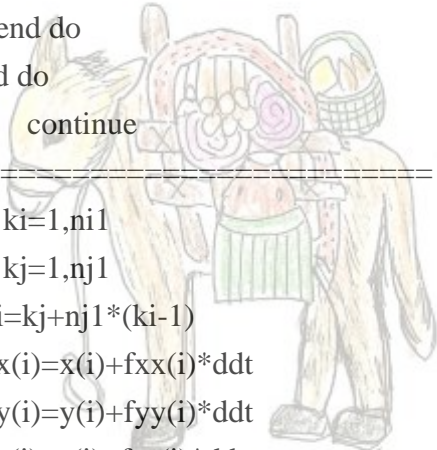 end do
d do
continue
====================================
ki=1,ni1
kj=1,nj1
i=kj+nj1*(ki-1)
x(i)=x(i)+fxx(i)*ddt
y(i)=y(i)+fyy(i)*ddt